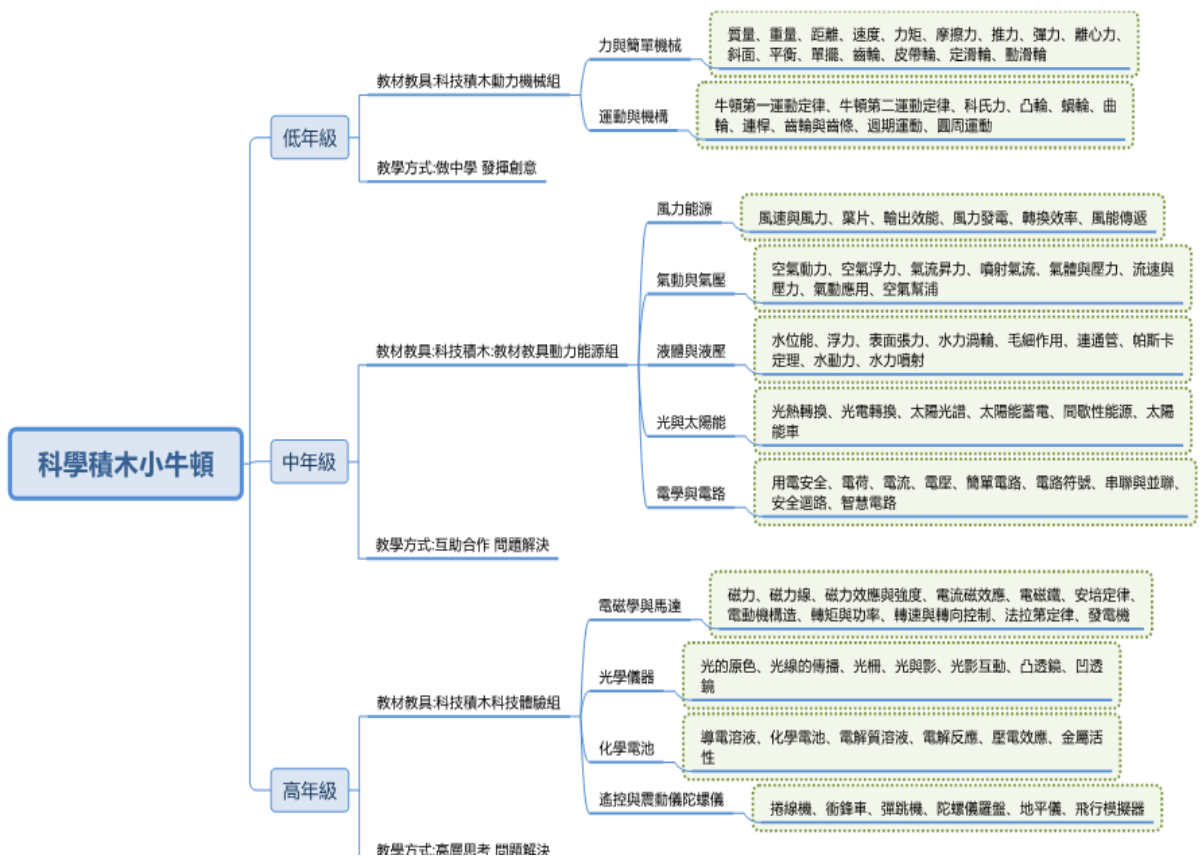 科學積木小牛頓
低年級
教材教具:科技積木動力機械組
力與簡單機械
質量、重量、距離、速度、力矩、摩擦力、推力、彈力、離心力、
斜面、平衡、單擺、齒輪、皮帶輪、定滑輪、動滑輪
運動與機構
牛頓第一運動定律、牛頓第二運動定律、科氏力、凸輪、蝸輪、曲
輪、連桿、齒輪與齒條、週期運動、圓周運動
教學方式:做中學 發揮創意
中年級
教材教具:科技積木:教材教具動力能源組
風力能源
風速與風力、葉片、輸出效能、風力發電、轉換效率、風能傳遞
氣動與氣壓
空氣動力、空氣浮力、氣流昇力、噴射氣流、氣體與壓力、流速與
壓力、氣動應用、空氣幫浦
液體與液壓
水位能、浮力、表面張力、水力渦輪、毛細作用、連通管、帕斯卡
定理、水動力、水力噴射
光與太陽能
光熱轉換、光電轉換、太陽光譜、太陽能蓄電、間歇性能源、太陽
能車
電學與電路
用電安全、電荷、電流、電壓、簡單電路、電路符號、串聯與並聯、
安全迴路、智慧電路
教學方式:互助合作 問題解決
高年級
教材教具:科技積木科技體驗組
電磁學與馬達
磁力、磁力線、磁力效應與強度、電流磁效應、電磁鐵、安培定律、
電動機構造、轉矩與功率、轉速與轉向控制、法拉第定律、發電機
光學儀器
光的原色、光線的傳播、光柵、光與影、光影互動、凸透鏡、凹透
鏡
化學電池
導電溶液、化學電池、電解質溶液、電解反應、壓電效應、金屬活
性
遙控與震動儀陀螺儀
捲線機、衝鋒車、彈跳機、陀螺儀羅盤、地平儀、飛行模擬器
教學方式:高層思考 問題解決